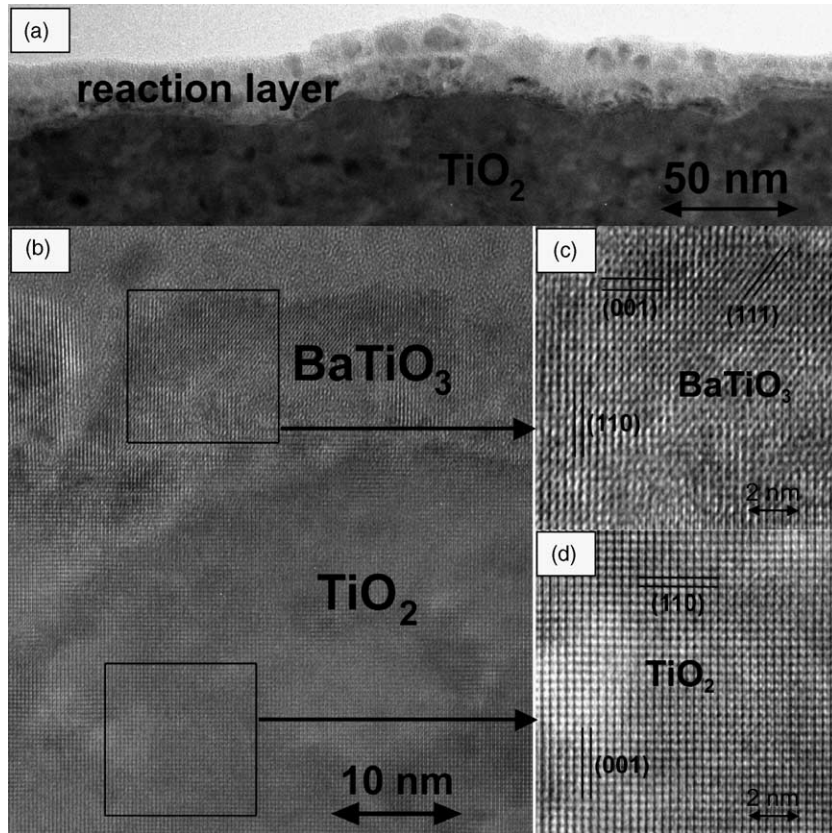 (a)
reaction layer
TiO₂
50 nm
(b)
BaTiO₃
TiO₂
10 nm
(c)
(001)
(111)
BaTiO₃
(110)
2 nm
(d)
(110)
TiO₂
(001)
2 nm